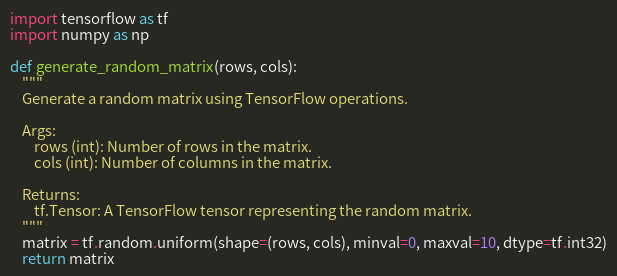 import tensorflow as tf
import numpy as np

def generate_random_matrix(rows, cols):
    """
    Generate a random matrix using TensorFlow operations.

    Args:
        rows (int): Number of rows in the matrix.
        cols (int): Number of columns in the matrix.

    Returns:
        tf.Tensor: A TensorFlow tensor representing the random matrix.
    """
    matrix = tf.random.uniform(shape=(rows, cols), minval=0, maxval=10, dtype=tf.int32)
    return matrix